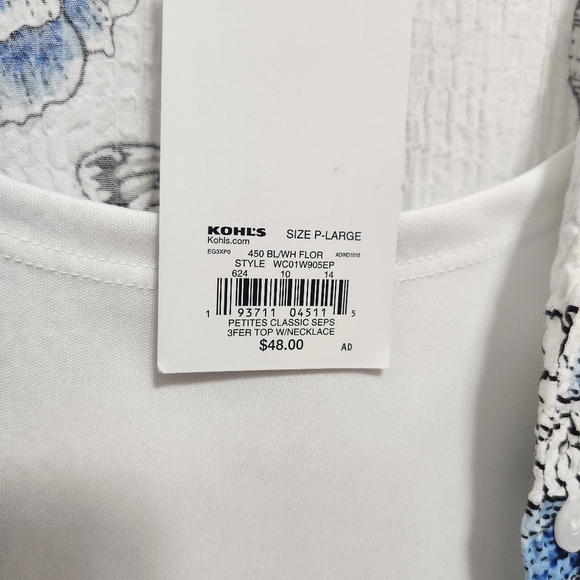 KOHL'S SIZE P-LARGE
Kohls.com
EG3XP0 450 BL/WH FLOR ADIND1010
STYLE WC01W905EP
624 10 14
1 93711 04511 5
PETITES CLASSIC SEPS
3FER TOP W/NECKLACE
$48.00 AD